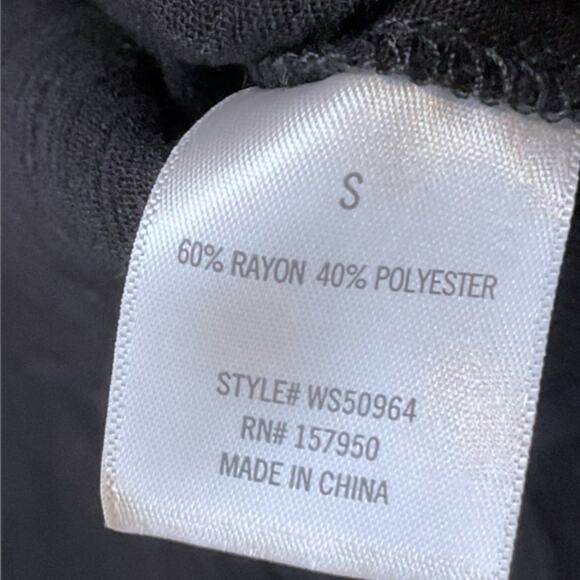 S
60% RAYON 40% POLYESTER
STYLE# WS50964
RN# 157950
MADE IN CHINA